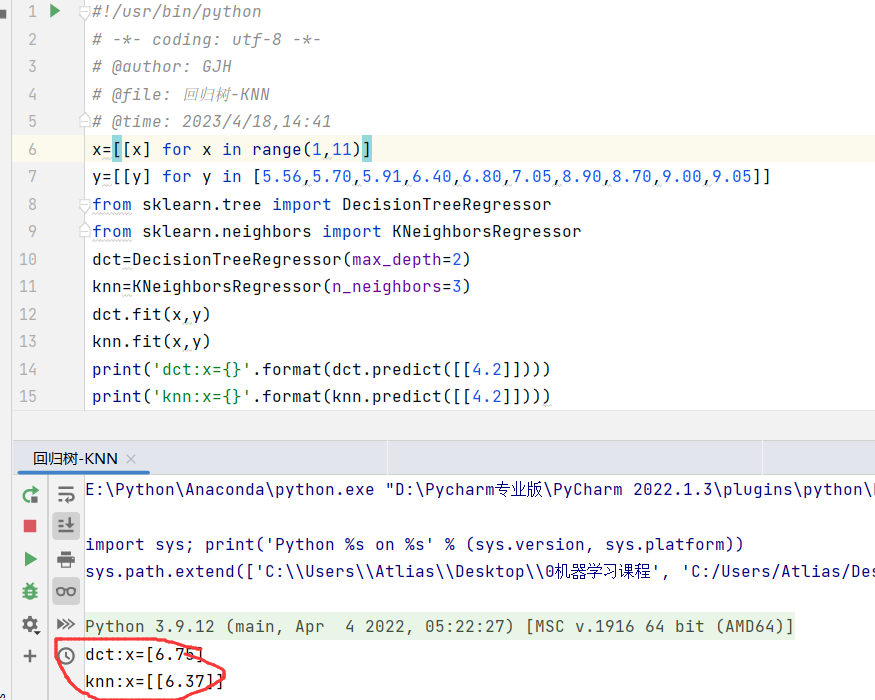 1 #!/usr/bin/python
2 # -*- coding: utf-8 -*-
3 # @author: GJH
4 # @file: 回归树-KNN
5 # @time: 2023/4/18,14:41
6 x=[[x] for x in range(1,11)]
7 y=[[y] for y in [5.56,5.70,5.91,6.40,6.80,7.05,8.90,8.70,9.00,9.05]]
8 from sklearn.tree import DecisionTreeRegressor
9 from sklearn.neighbors import KNeighborsRegressor
10 dct=DecisionTreeRegressor(max_depth=2)
11 knn=KNeighborsRegressor(n_neighbors=3)
12 dct.fit(x,y)
13 knn.fit(x,y)
14 print('dct:x={}'.format(dct.predict([[4.2]])))
15 print('knn:x={}'.format(knn.predict([[4.2]])))
回归树-KNN
E:\Python\Anaconda\python.exe "D:\Pycharm专业版\PyCharm 2022.1.3\plugins\python\
import sys; print('Python %s on %s' % (sys.version, sys.platform))
sys.path.extend(['C:\\Users\\Atlias\\Desktop\\0机器学习课程', 'C:/Users/Atlias/Des
Python 3.9.12 (main, Apr  4 2022, 05:22:27) [MSC v.1916 64 bit (AMD64)]
dct:x=[6.75]
knn:x=[[6.37]]